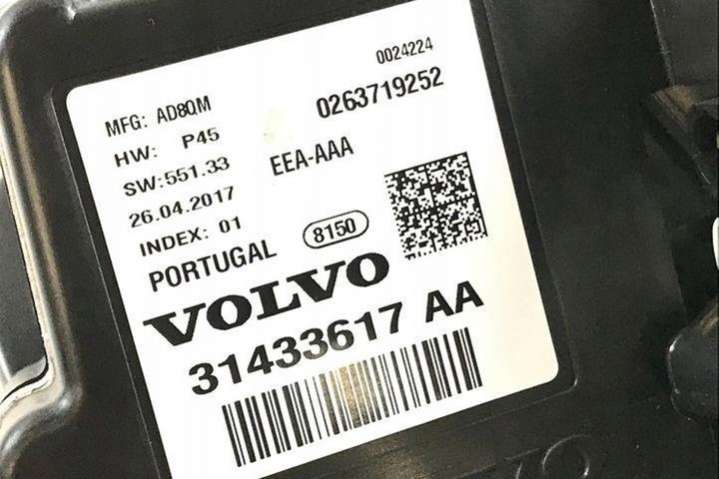 0024224
MFG: AD8QM
0263719252
HW: P45
SW:551.33
EEA-AAA
26.04.2017
INDEX: 01
8150
PORTUGAL
VOLVO
31433617 AA